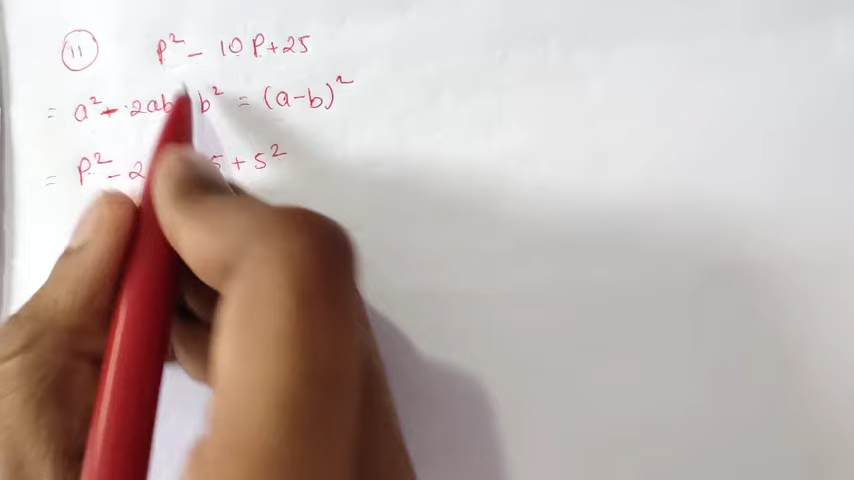 11 p² - 10p+25
= a² - 2ab b² = (a-b)²
= p² - 2 5 + 5²